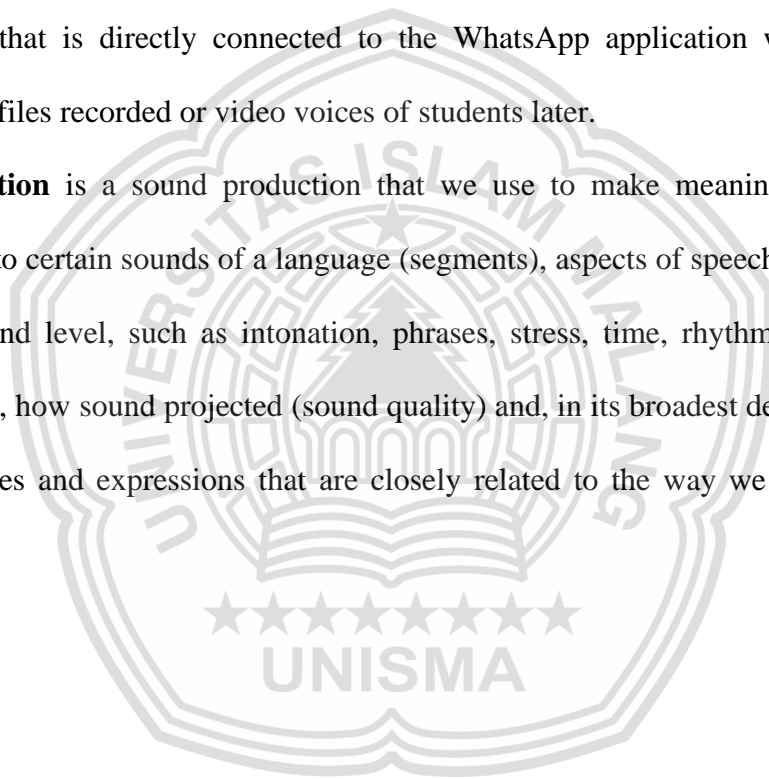 that is directly connected to the WhatsApp application
files recorded or video voices of students later.
tion is a sound production that we use to make meanin
to certain sounds of a language (segments), aspects of speech
nd level, such as intonation, phrases, stress, time, rhythm
, how sound projected (sound quality) and, in its broadest de
es and expressions that are closely related to the way we
UNIVERSITAS ISLAM MALANG
UNISMA